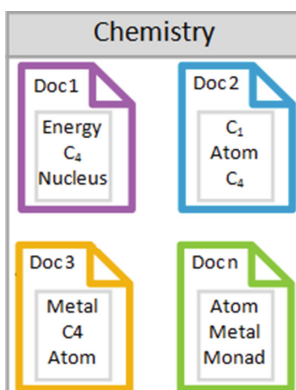 Chemistry
Doc1
Energy
C₄
Nucleus
Doc2
C₁
Atom
C₄
Doc3
Metal
C4
Atom
Docn
Atom
Metal
Monad